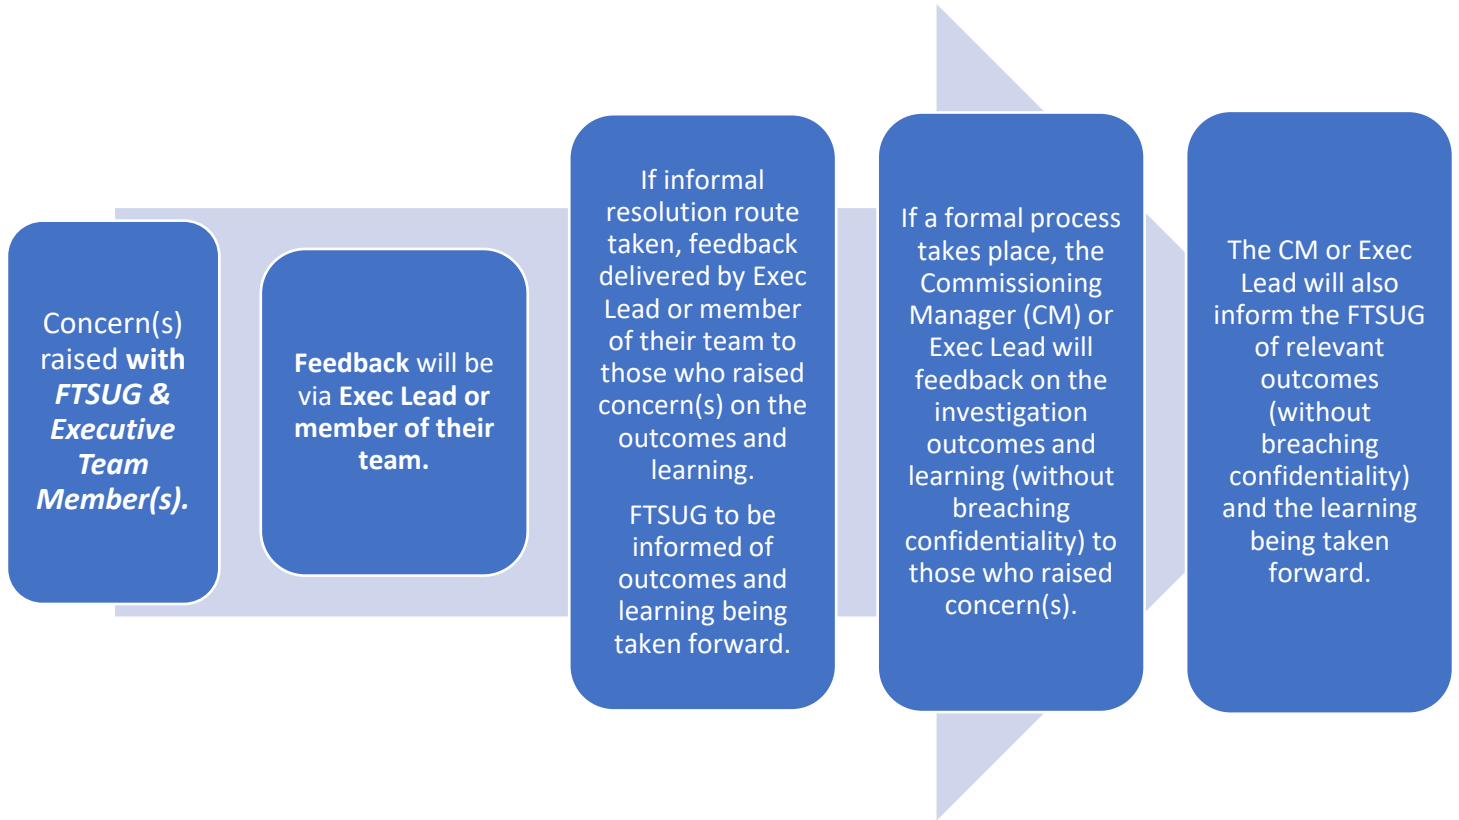 Concern(s)
raised with
FTSUG &
Executive
Team
Member(s).
Feedback will be
via Exec Lead or
member of their
team.
If informal
resolution route
taken, feedback
delivered by Exec
Lead or member
of their team to
those who raised
concern(s) on the
outcomes and
learning.
FTSUG to be
informed of
outcomes and
learning being
taken forward.
If a formal process
takes place, the
Commissioning
Manager (CM) or
Exec Lead will
feedback on the
investigation
outcomes and
learning (without
breaching
confidentiality) to
those who raised
concern(s).
The CM or Exec
Lead will also
inform the FTSUG
of relevant
outcomes
(without
breaching
confidentiality)
and the learning
being taken
forward.